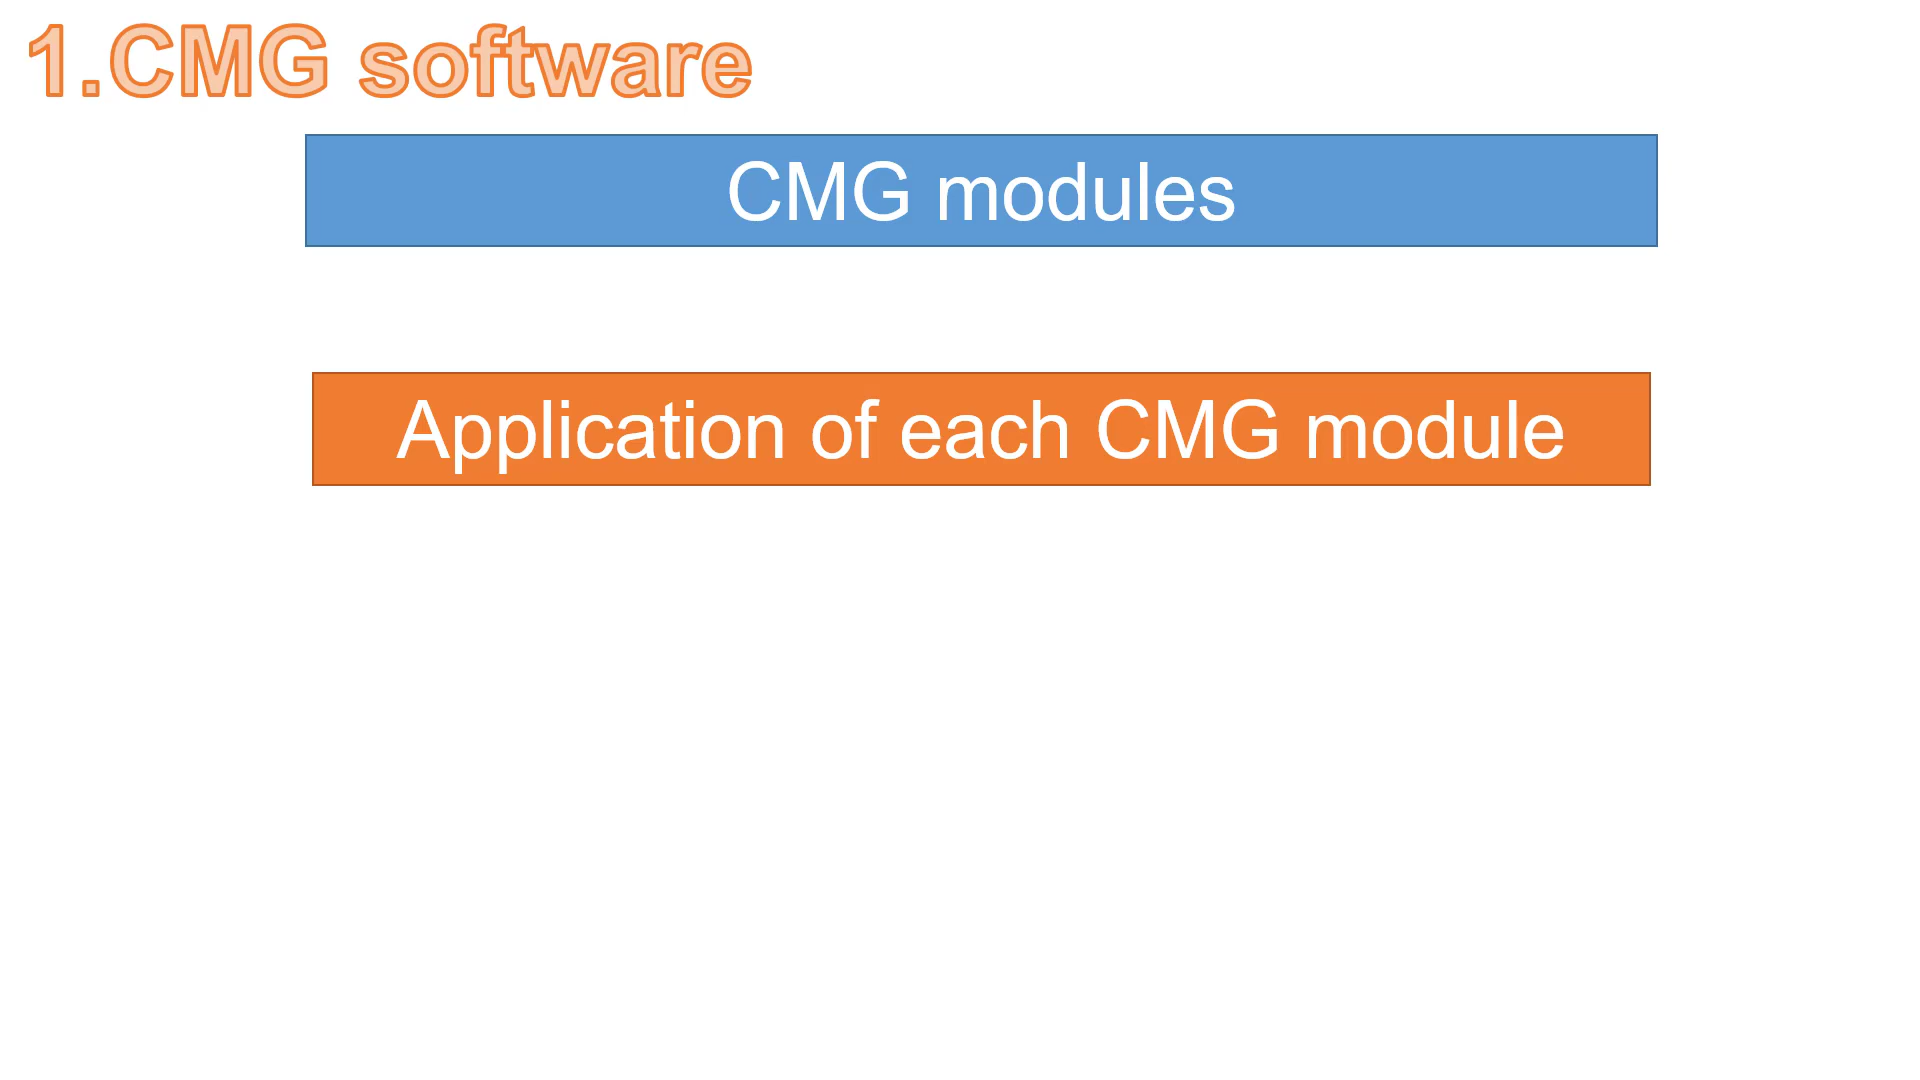 1.CMG software
CMG modules
Application of each CMG module